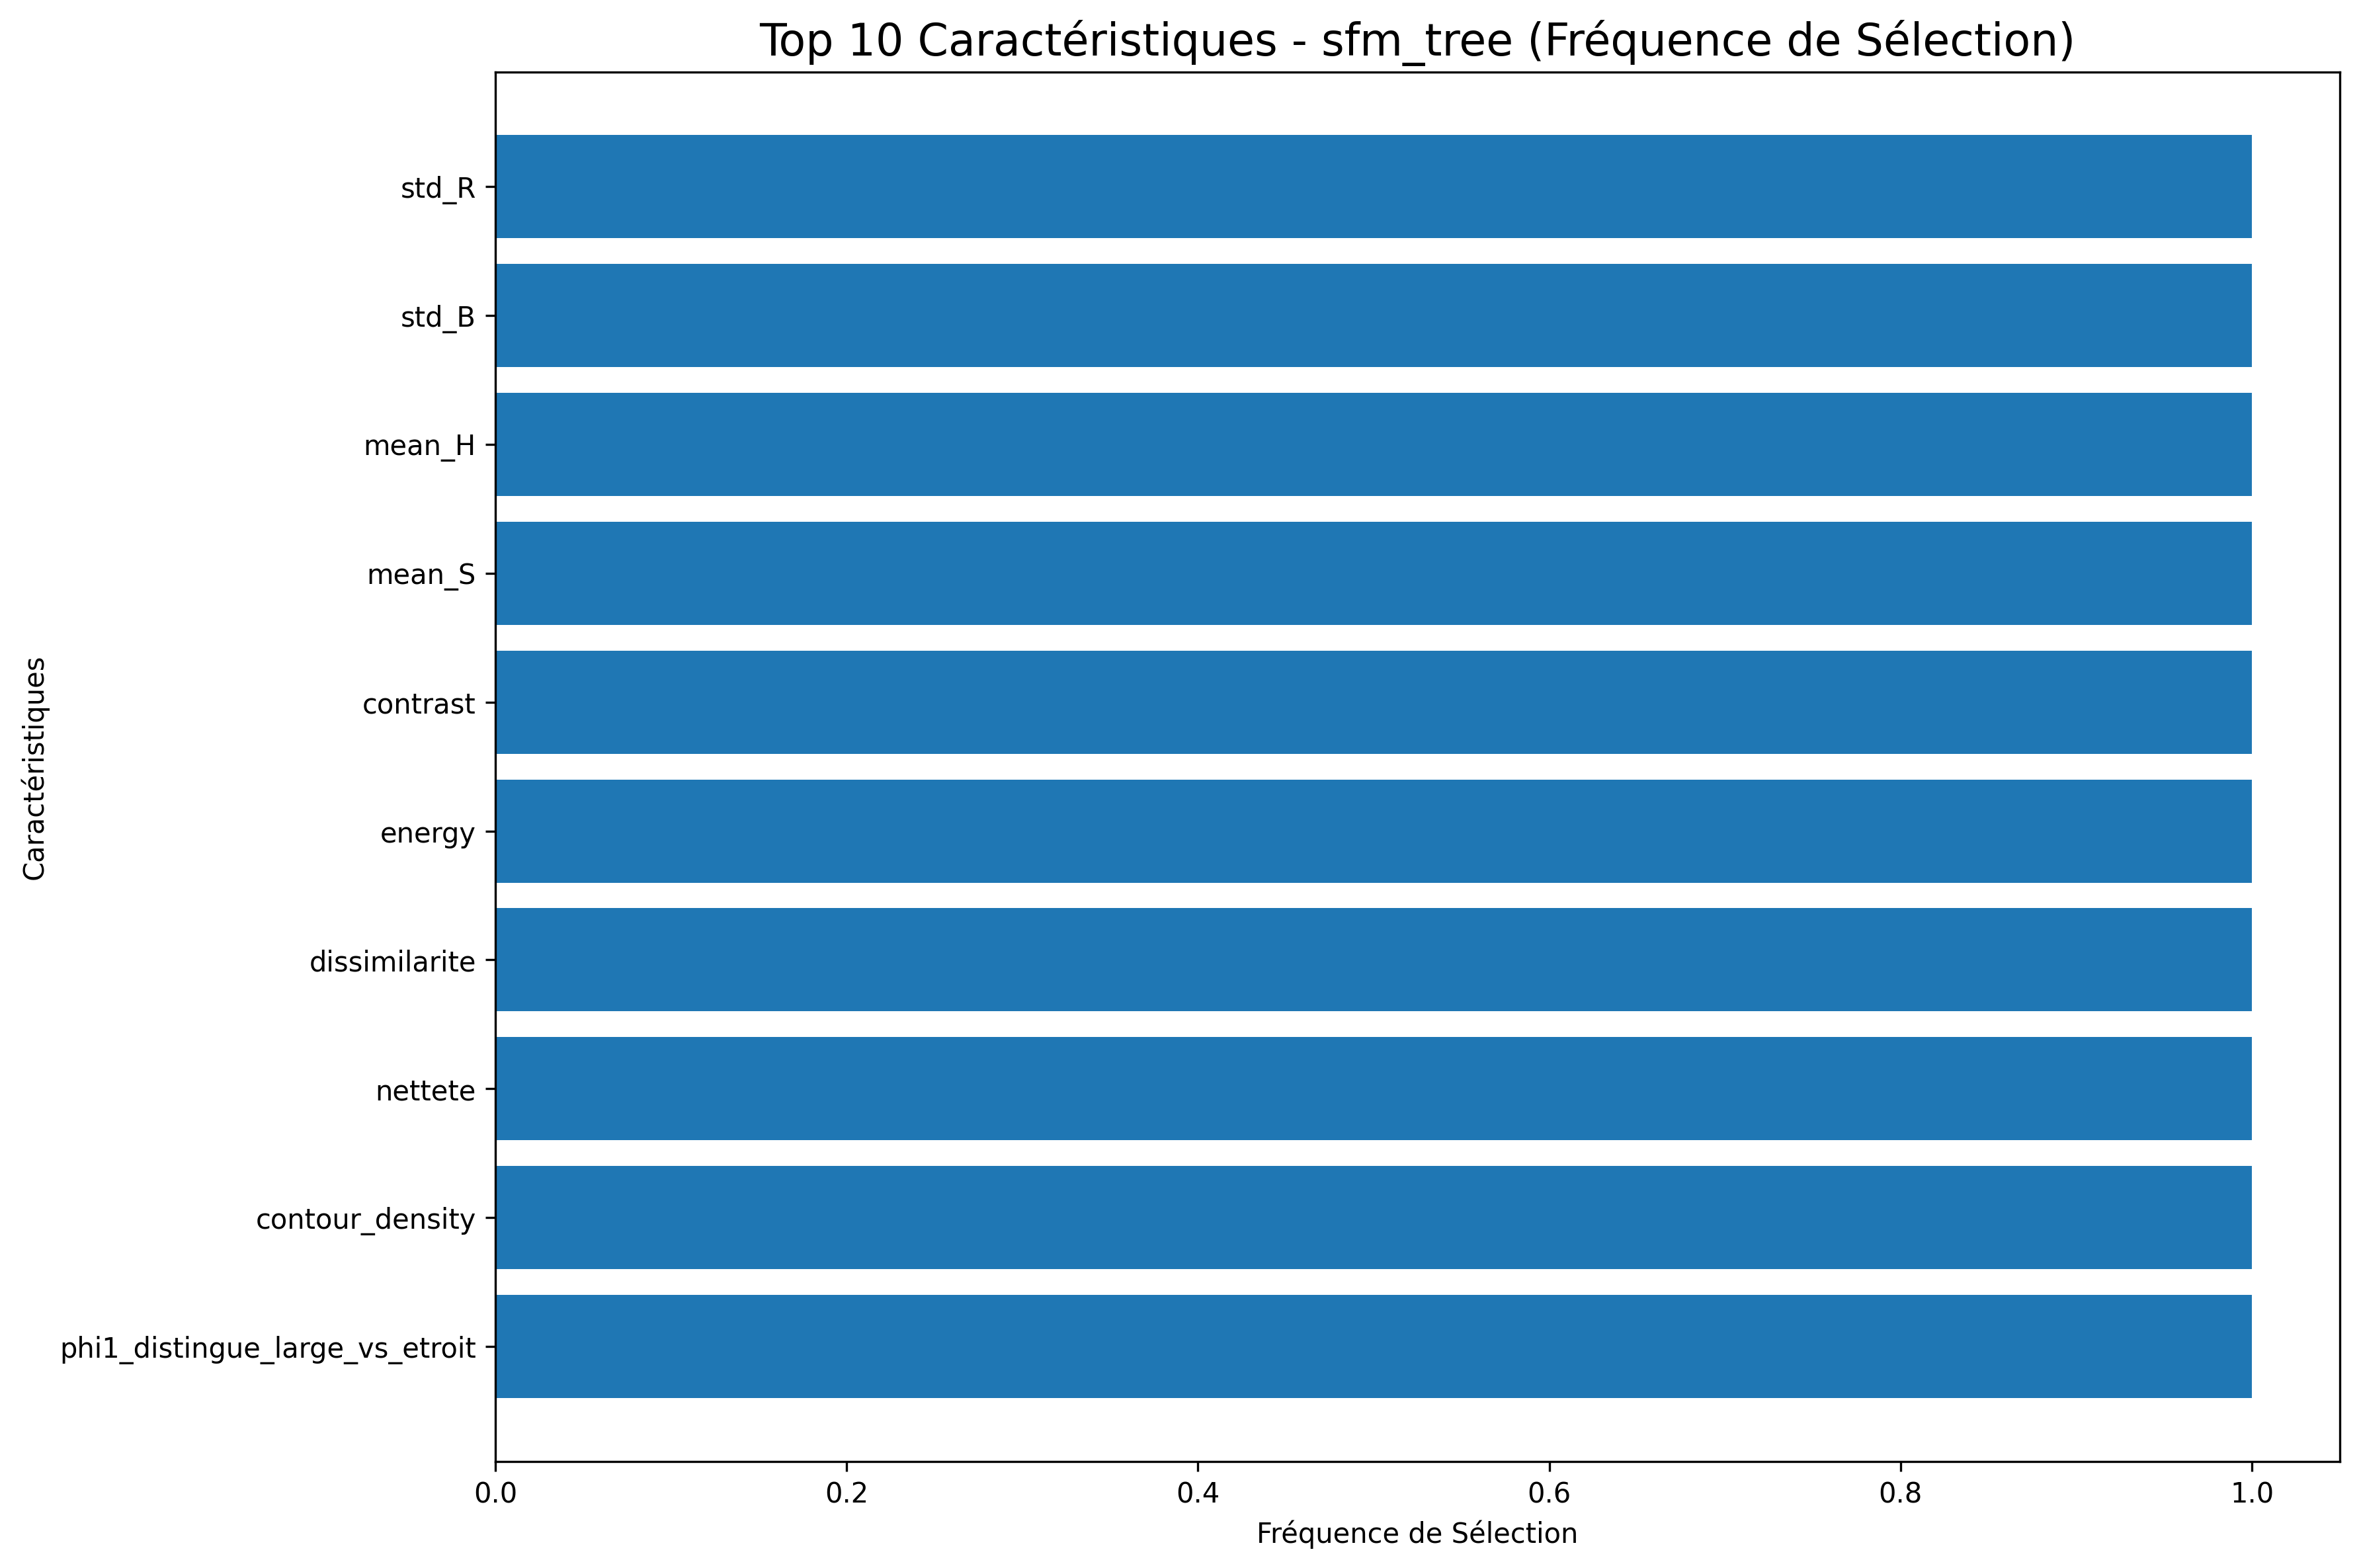 Top 10 Caractéristiques - sfm_tree (Fréquence de Sélection)
std_R
std_B
mean_H
mean_S
contrast
energy
dissimilarite
nettete
contour_density
phi1_distingue_large_vs_etroit
Caractéristiques
0.0 0.2 0.4 0.6 0.8 1.0
Fréquence de Sélection